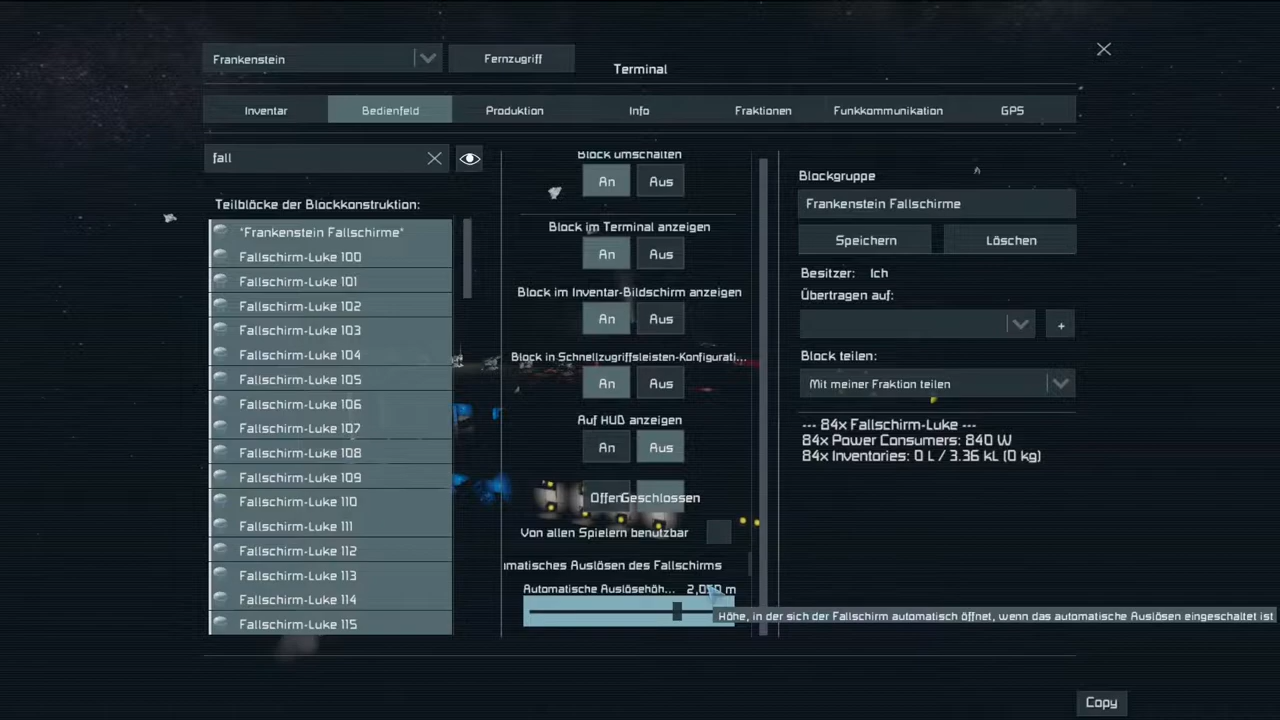 Frankenstein
Fernzugriff
Terminal
Inventar
Bedienfeld
Produktion
Info
Fraktionen
Funkkommunikation
GPS
fall
Teilblöcke der Blockkonstruktion:
*Frankenstein Fallschirme*
Fallschirm-Luke 100
Fallschirm-Luke 101
Fallschirm-Luke 102
Fallschirm-Luke 103
Fallschirm-Luke 104
Fallschirm-Luke 105
Fallschirm-Luke 106
Fallschirm-Luke 107
Fallschirm-Luke 108
Fallschirm-Luke 109
Fallschirm-Luke 110
Fallschirm-Luke 111
Fallschirm-Luke 112
Fallschirm-Luke 113
Fallschirm-Luke 114
Fallschirm-Luke 115
Block umschalten
An Aus
Block im Terminal anzeigen
An Aus
Block im Inventar-Bildschirm anzeigen
An Aus
Block in Schnellzugriffsleisten-Konfigurati...
An Aus
Auf HUD anzeigen
An Aus
Offen Geschlossen
Von allen Spielern benutzbar
matisches Auslösen des Fallschirms
Automatische Auslösehöh... m
Höhe, in der sich der Fallschirm automatisch öffnet, wenn das automatische Auslösen eingeschaltet ist
Blockgruppe
Frankenstein Fallschirme
Speichern
Löschen
Besitzer: Ich
Übertragen auf:
+
Block teilen:
Mit meiner Fraktion teilen
--- 84x Fallschirm-Luke ---
84x Power Consumers: 840 W
84x Inventories: 0 L / 3.36 kL (0 kg)
Copy